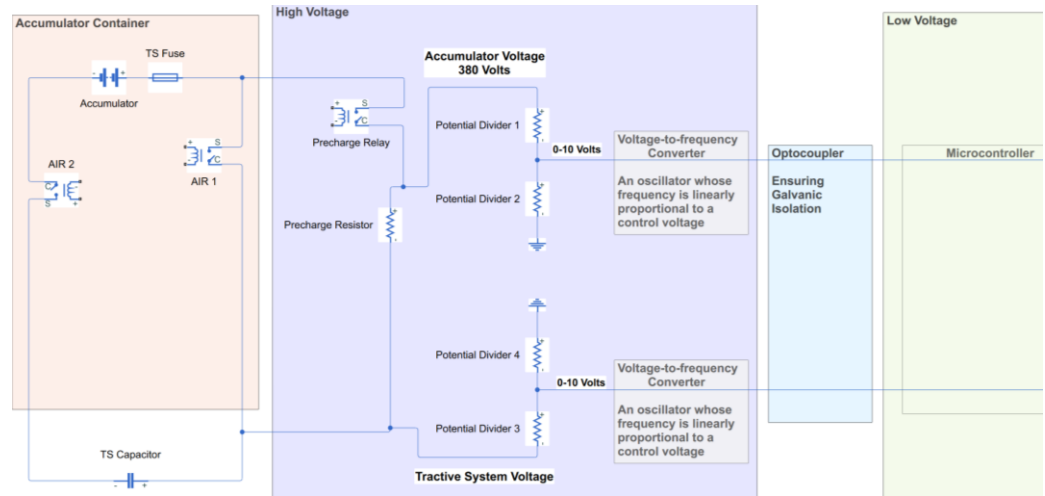 Accumulator Container
TS Fuse
- +
Accumulator
AIR 2
C
S
+
+
-
S
C
AIR 1
TS Capacitor
- +
High Voltage
Accumulator Voltage
380 Volts
+
-
S
C
Precharge Relay
Precharge Resistor
+
-
Potential Divider 1
+
-
0-10 Volts
Potential Divider 2
+
-
Voltage-to-frequency
Converter
An oscillator whose
frequency is linearly
proportional to a
control voltage
Potential Divider 4
+
-
0-10 Volts
Potential Divider 3
+
-
Voltage-to-frequency
Converter
An oscillator whose
frequency is linearly
proportional to a
control voltage
Tractive System Voltage
Optocoupler
Ensuring
Galvanic
Isolation
Low Voltage
Microcontroller